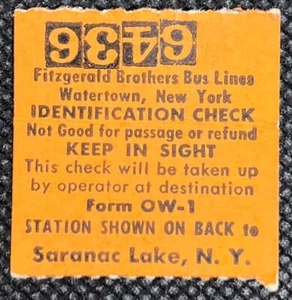 Fitzgerald Brothers Bus Lines
Watertown, New York
IDENTIFICATION CHECK
Not Good for passage or refund
KEEP IN SIGHT
This check will be taken up
by operator at destination
Form OW-1
STATION SHOWN ON BACK to
Saranac Lake, N. Y.